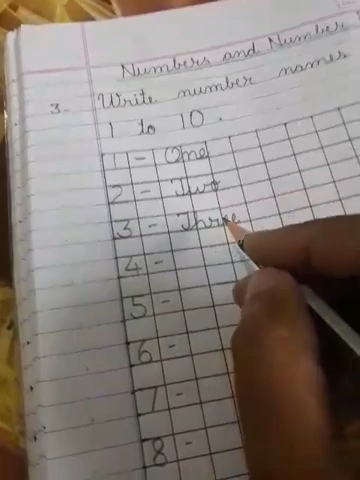 Numbers and Number
3. Write number names
1 to 10.
1 - One
2 - Two
3 - Three
4 -
5 -
6 -
7 -
8 -